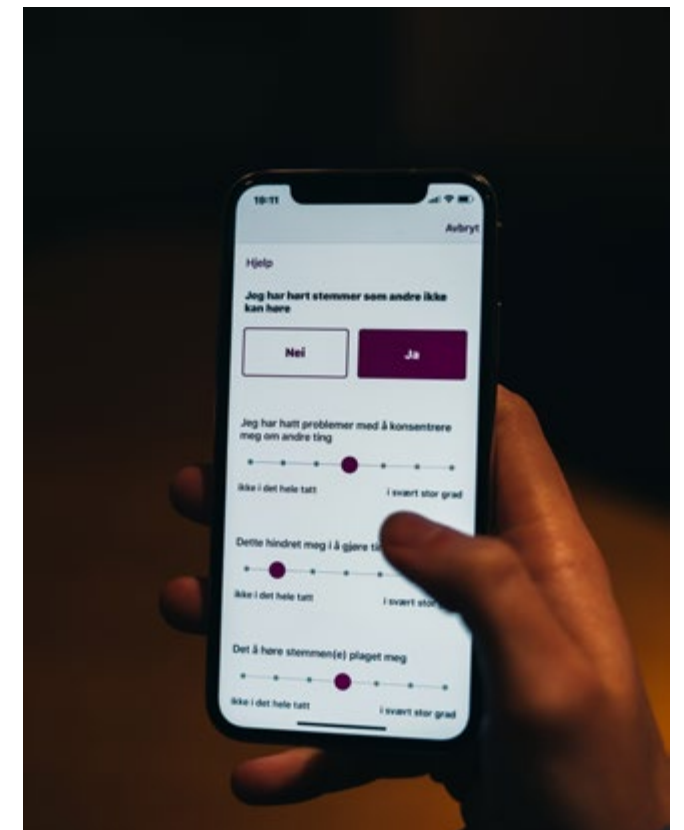 18:11
Avbryt
Hjelp
Jeg har hørt stemmer som andre ikke
kan høre
Nei
Ja
Jeg har hatt problemer med å konsentrere
meg om andre ting
ikke i det hele tatt
i svært stor grad
Dette hindret meg i å gjøre
ikke i det hele tatt
i svært stor
Det å høre stemmen(e) plaget meg
ikke i det hele tatt
i svært stor grad